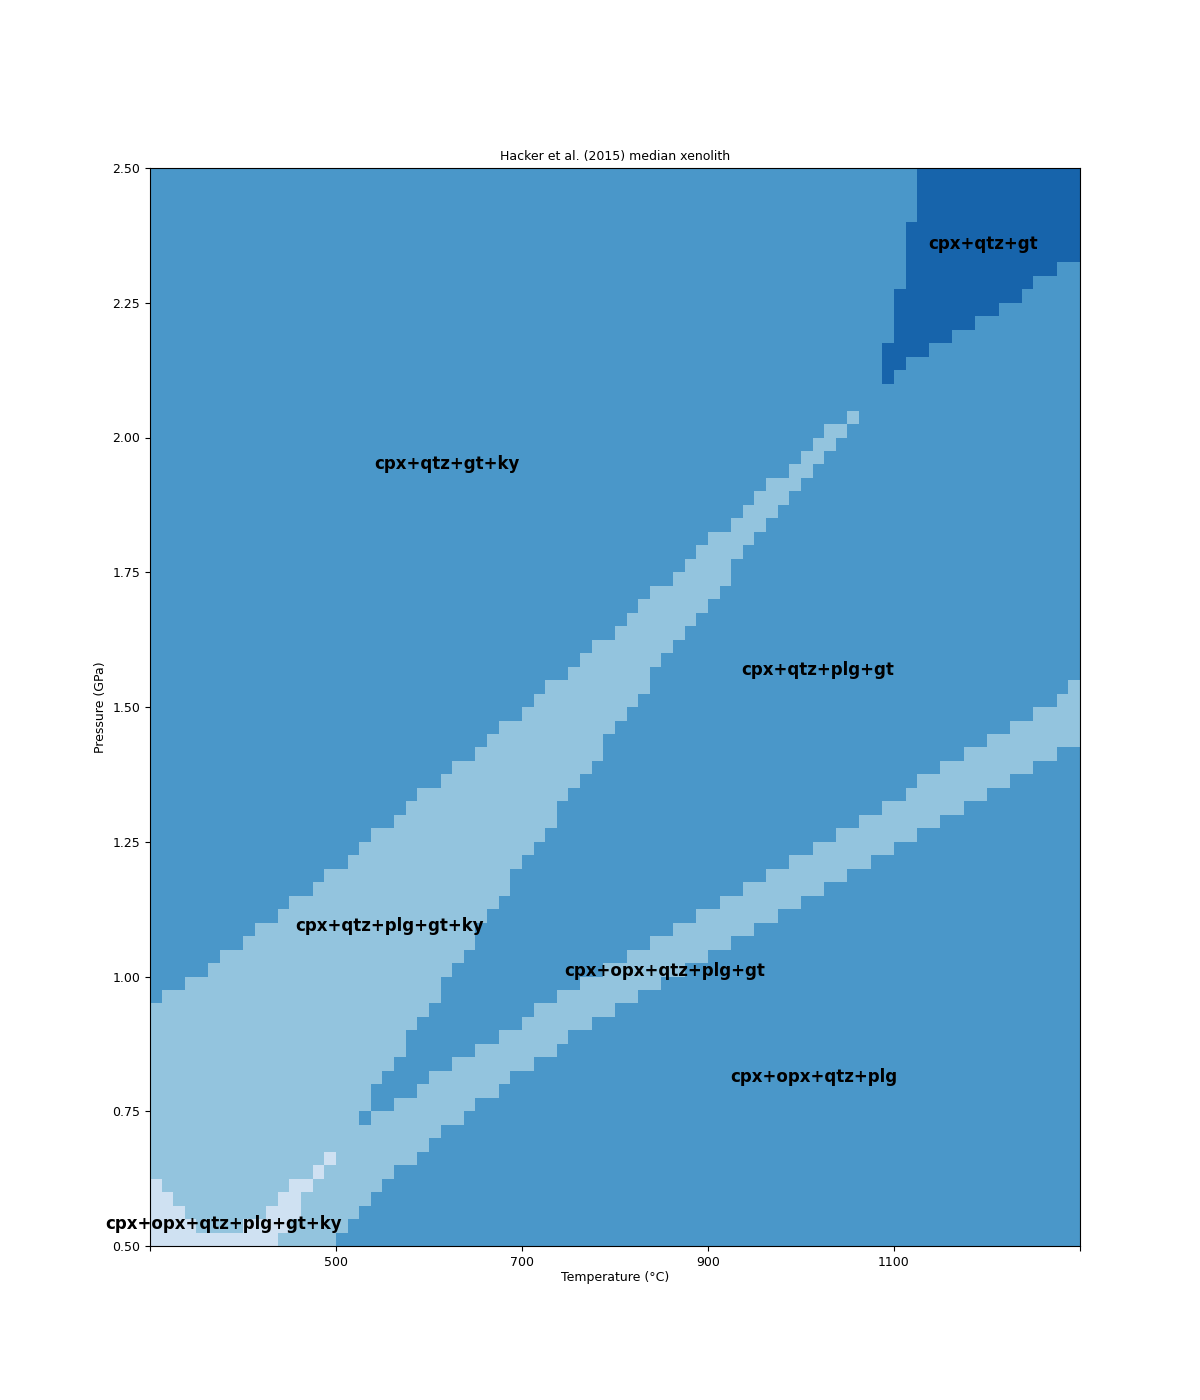 Hacker et al. (2015) median xenolith
2.50
cpx+qtz+gt
2.25
2.00
cpx+qtz+gt+ky
1.75
cpx+qtz+plg+gt
Pressure (GPa)
1.50
1.25
cpx+qtz+plg+gt+ky
1.00
cpx+opx+qtz+plg+gt
cpx+opx+qtz+plg
0.75
cpx+opx+qtz+plg+gt+ky
0.50
500 700 900 1100
Temperature (°C)